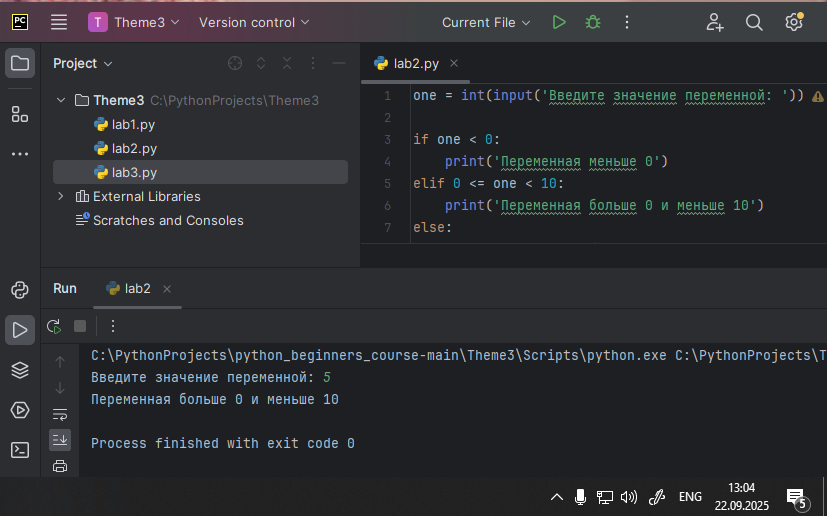 PC T Theme3 Version control Current File
Project
Theme3 C:\PythonProjects\Theme3
lab1.py
lab2.py
lab3.py
External Libraries
Scratches and Consoles
lab2.py
1 one = int(input('Введите значение переменной: '))
2
3 if one < 0:
4 print('Переменная меньше 0')
5 elif 0 <= one < 10:
6 print('Переменная больше 0 и меньше 10')
7 else:
Run lab2
C:\PythonProjects\python_beginners_course-main\Theme3\Scripts\python.exe C:\PythonProjects\T
Введите значение переменной: 5
Переменная больше 0 и меньше 10
Process finished with exit code 0
ENG
13:04
22.09.2025
5